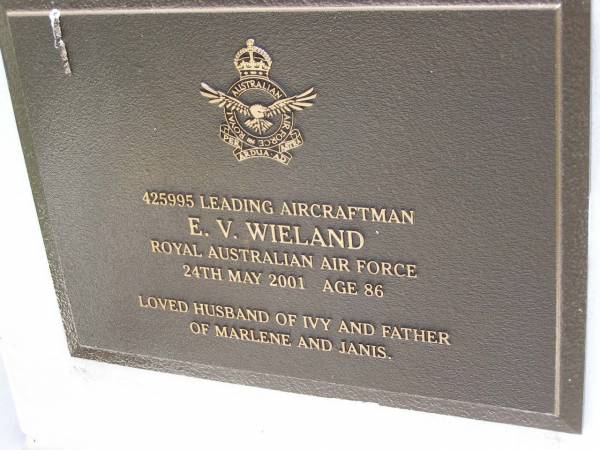 ROYAL AUSTRALIAN AIR FORCE
PER ARDUA AD ASTRA
425995 LEADING AIRCRAFTMAN
E. V. WIELAND
ROYAL AUSTRALIAN AIR FORCE
24TH MAY 2001 AGE 86
LOVED HUSBAND OF IVY AND FATHER
OF MARLENE AND JANIS.